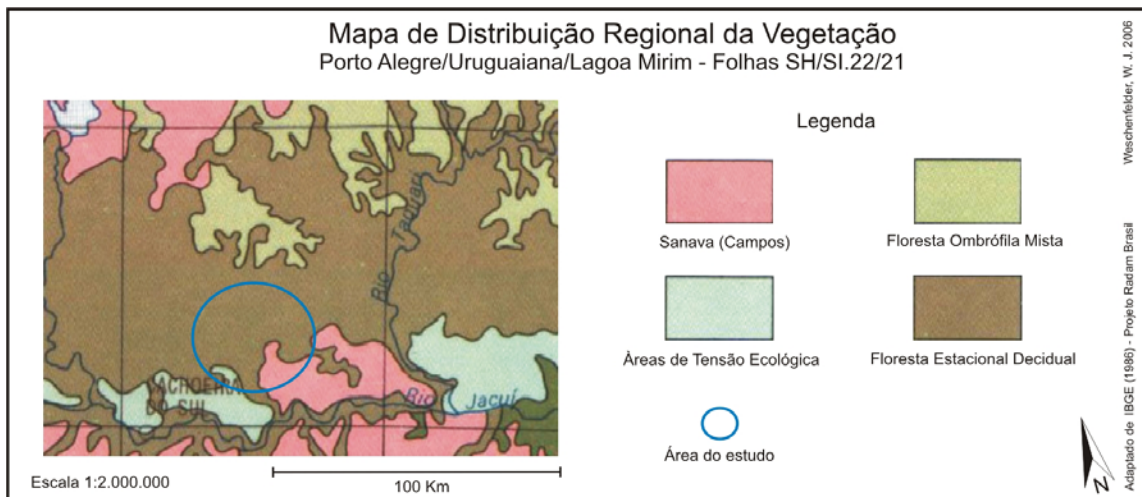 Mapa de Distribuição Regional da Vegetação
Porto Alegre/Uruguaiana/Lagoa Mirim - Folhas SH/SI.22/21
Legenda
Sanava (Campos)
Floresta Ombrófila Mista
Àreas de Tensão Ecológica
Floresta Estacional Decidual
Área do estudo
Rio Taquari
CACHOEIRA
DO SUL
Rio Jacuí
Escala 1:2.000.000
100 Km
N
Weschenfelder, W. J. 2006
Adaptado de IBGE (1986) - Projeto Radam Brasil